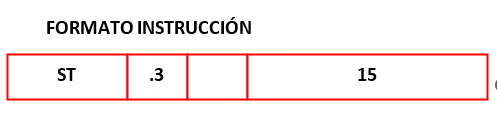 FORMATO INSTRUCCIÓN
ST .3 15